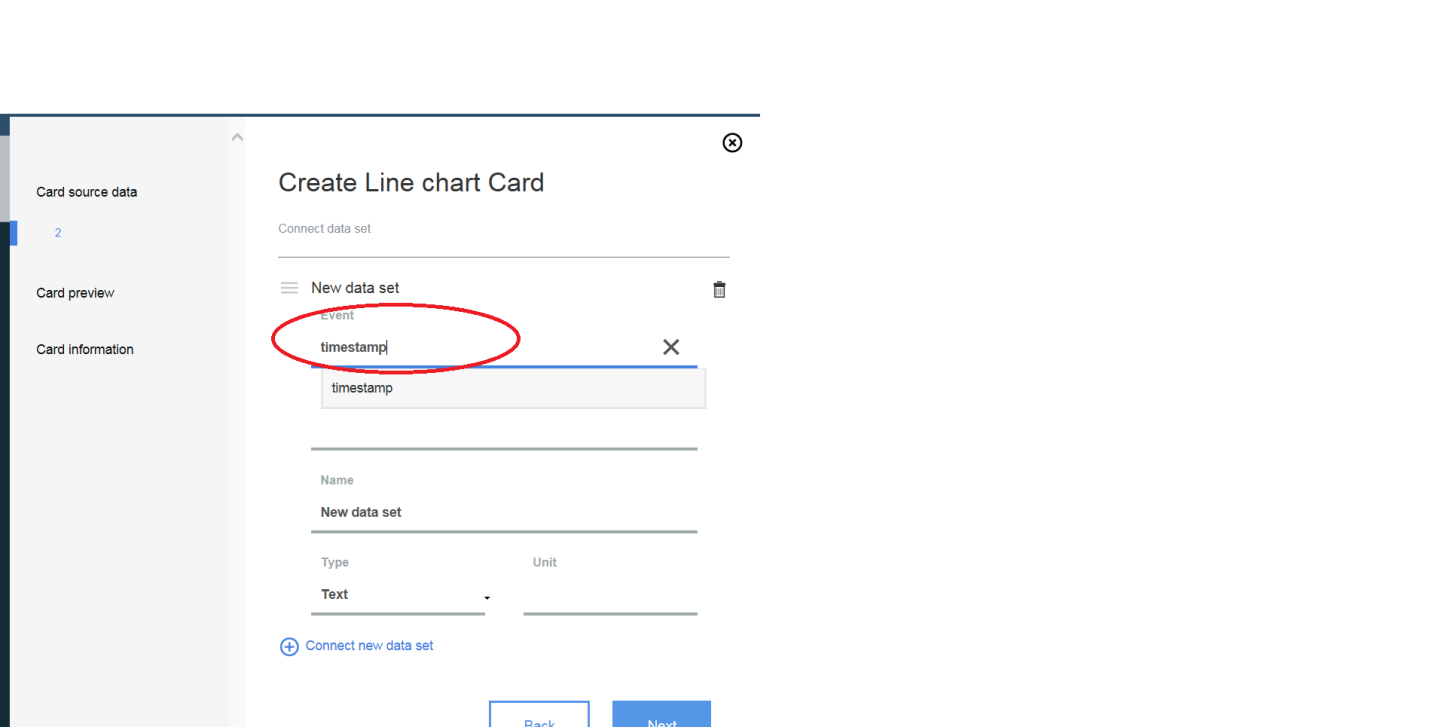 Card source data
2
Card preview
Card information
Create Line chart Card
Connect data set
New data set
Event
timestamp
timestamp
Name
New data set
Type
Unit
Text
Connect new data set
Back
Next